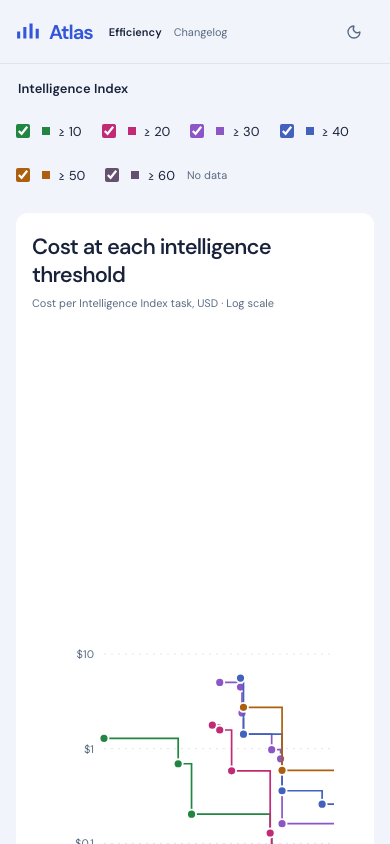 Atlas Efficiency Changelog
Intelligence Index
≥ 10 ≥ 20 ≥ 30 ≥ 40
≥ 50 ≥ 60 No data
Cost at each intelligence
threshold
Cost per Intelligence Index task, USD · Log scale
$10
$1
$0.1